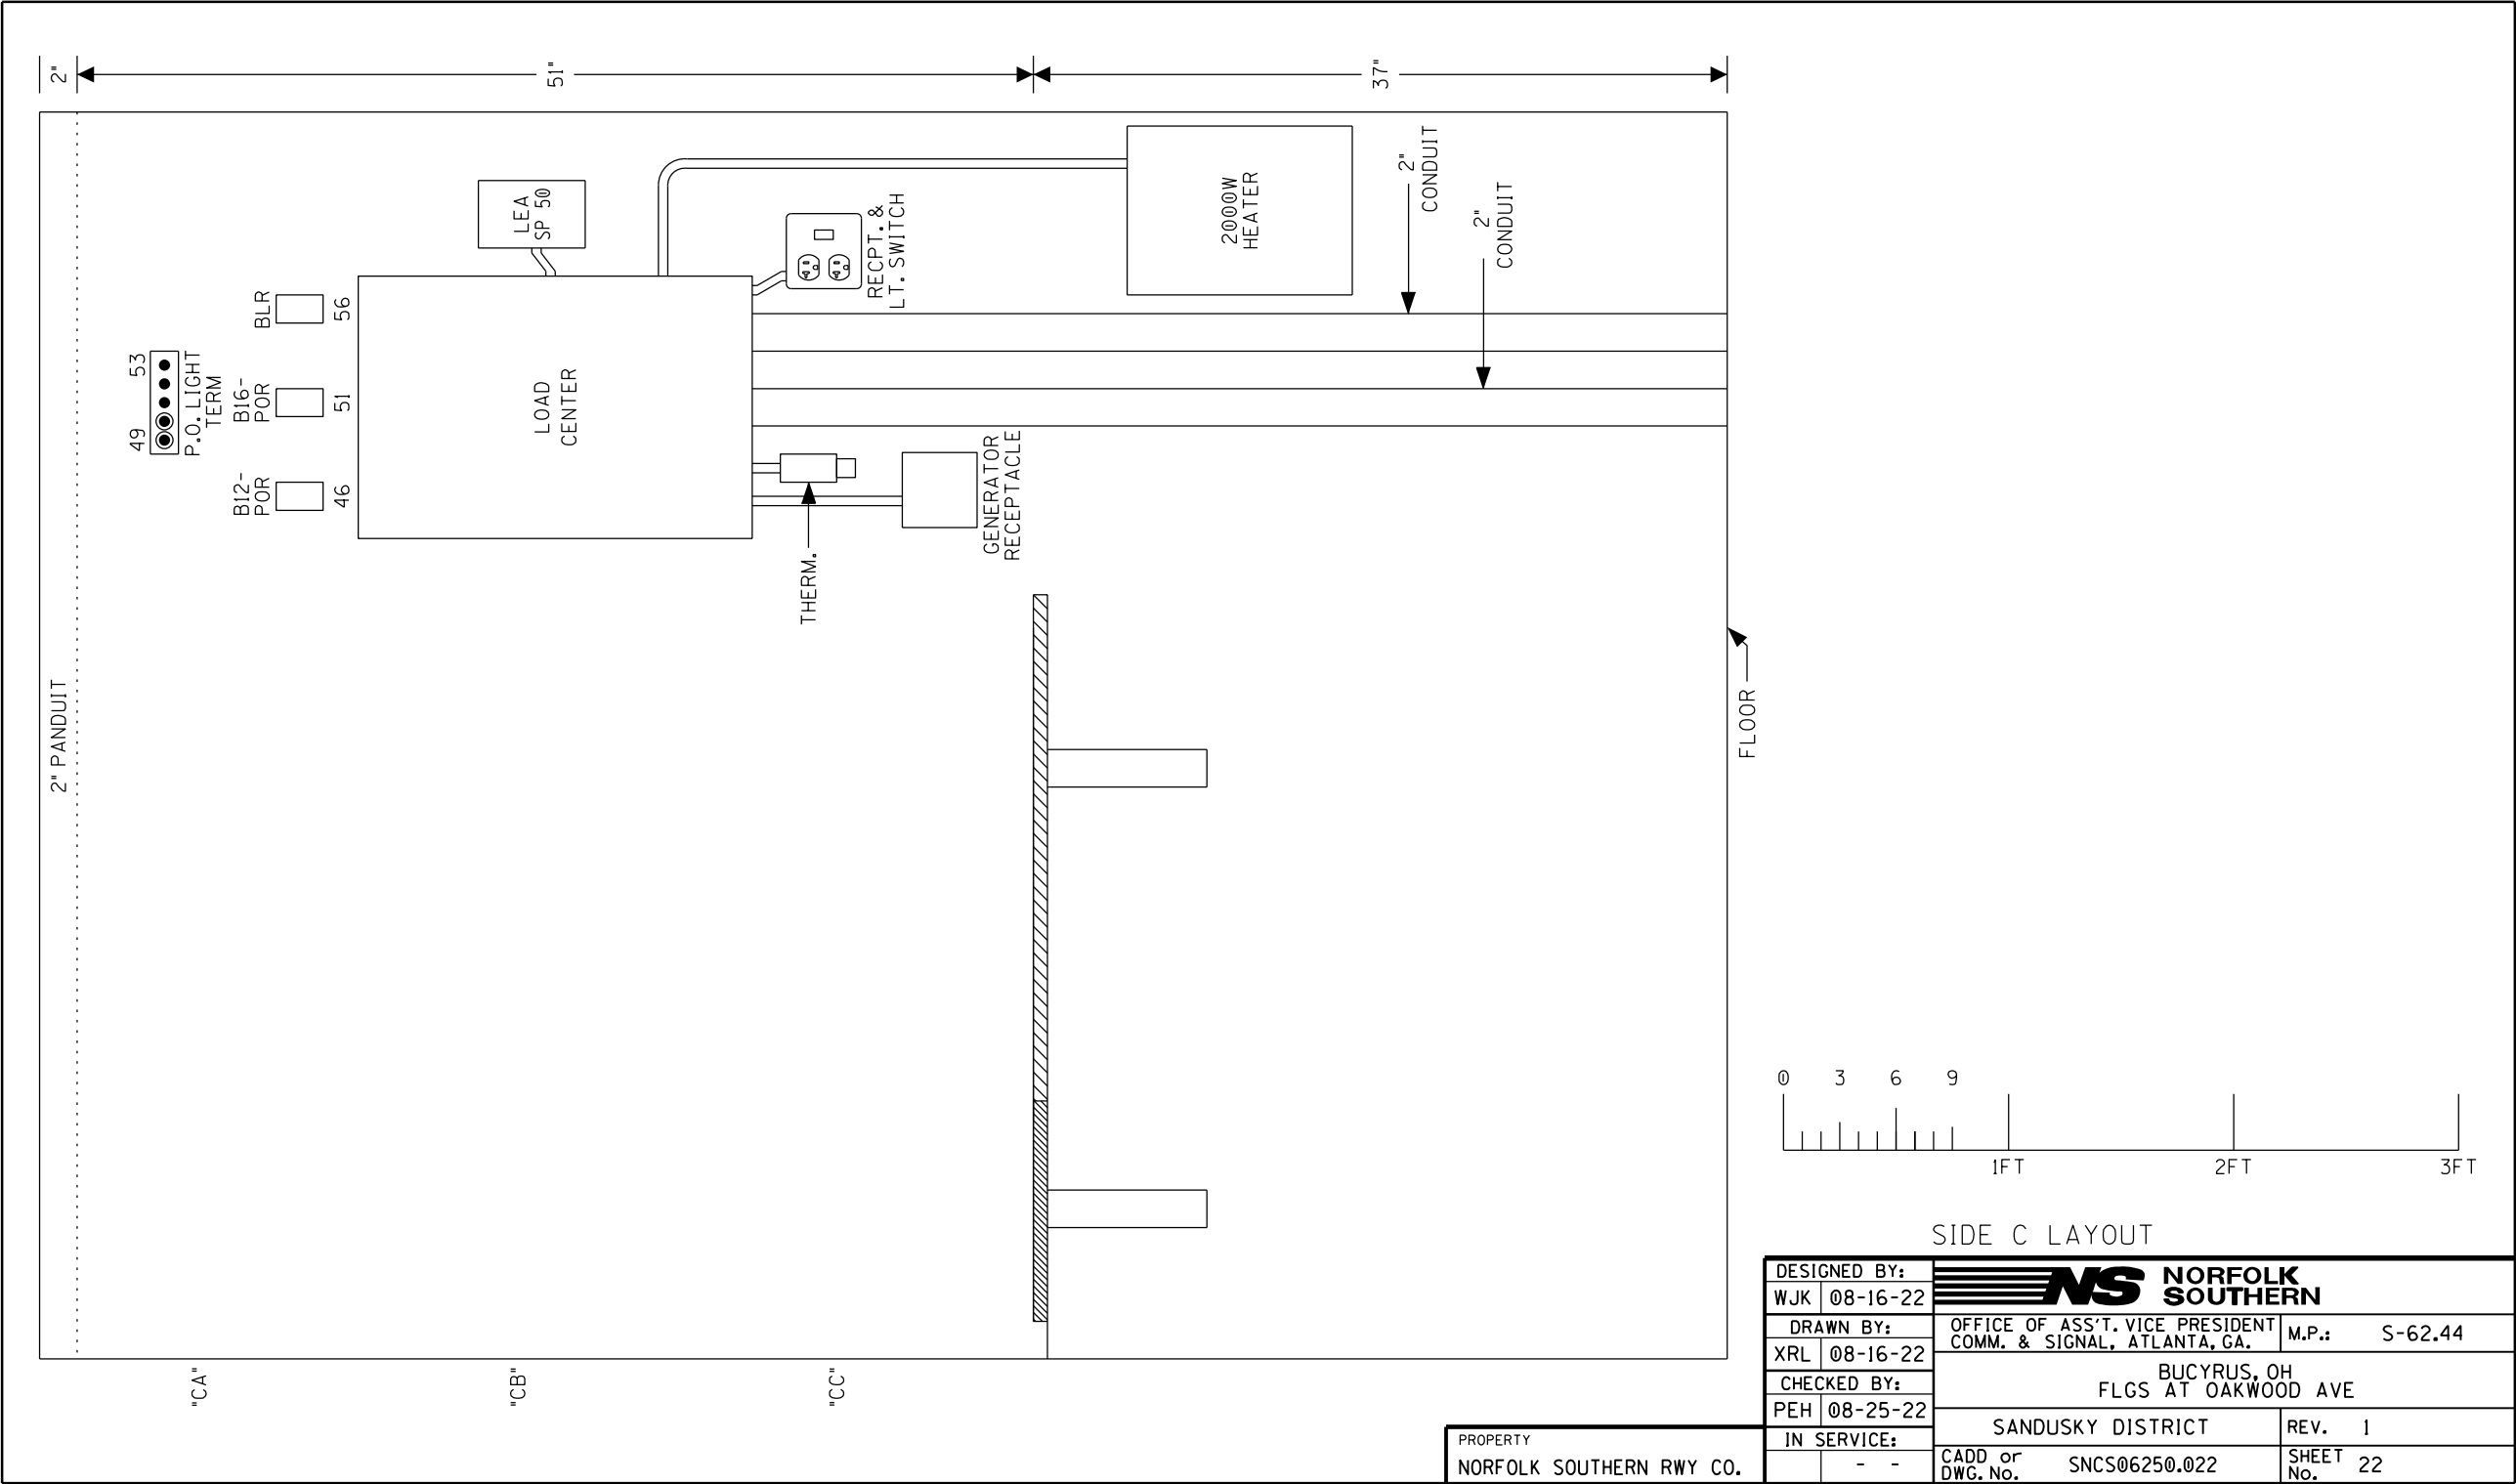 2"
51"
37"
2" PANDUIT
49 53
P.O. LIGHT
TERM
B12-
POR
46
B16-
POR
51
BLR
56
LEA
SP 50
LOAD
CENTER
RECPT. &
LT. SWITCH
THERM.
GENERATOR
RECEPTACLE
2000W
HEATER
2"
CONDUIT
2"
CONDUIT
FLOOR
"CA"
"CB"
"CC"
0 3 6 9
1FT 2FT 3FT
SIDE C LAYOUT
DESIGNED BY:
WJK 08-16-22
DRAWN BY:
XRL 08-16-22
CHECKED BY:
PEH 08-25-22
IN SERVICE:
- -
NS NORFOLK
SOUTHERN
OFFICE OF ASS'T. VICE PRESIDENT
COMM. & SIGNAL, ATLANTA, GA.
M.P.: S-62.44
BUCYRUS, OH
FLGS AT OAKWOOD AVE
SANDUSKY DISTRICT
REV. 1
CADD or
DWG. No. SNCS06250.022
SHEET
No. 22
PROPERTY
NORFOLK SOUTHERN RWY CO.